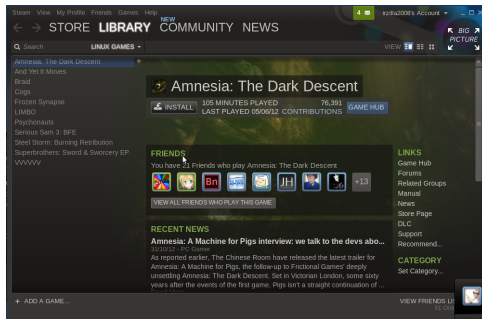 Steam View My Profile Friends Games Help
4
izilla2008's Account
NEW
STORE LIBRARY COMMUNITY NEWS
BIG PICTURE
Search
LINUX GAMES
VIEW
Amnesia: The Dark Descent
And Yet It Moves
Braid
Cogs
Frozen Synapse
LIMBO
Psychonauts
Serious Sam 3: BFE
Steel Storm: Burning Retribution
Superbrothers: Sword & Sworcery EP
VVVVVV
Amnesia: The Dark Descent
INSTALL
105 MINUTES PLAYED
LAST PLAYED 05/06/12
76,391
CONTRIBUTIONS
GAME HUB
FRIENDS
You have 21 Friends who play Amnesia: The Dark Descent
Bn
JH
+13
VIEW ALL FRIENDS WHO PLAY THIS GAME
RECENT NEWS
Amnesia: A Machine for Pigs interview: we talk to the devs abo...
31/10/12 - PC Gamer
As reported earlier, The Chinese Room have released the latest trailer for
Amnesia: A Machine for Pigs, the follow-up to Frictional Games' deeply
unsettling Amnesia: The Dark Descent. Set in Victorian London, some sixty
years after the events of the first game, Pigs isn't a straight continuation of ...
LINKS
Game Hub
Forums
Related Groups
Manual
News
Store Page
DLC
Support
Recommend...
CATEGORY
Set Category...
+ ADD A GAME...
VIEW FRIENDS LIS
51 Onl